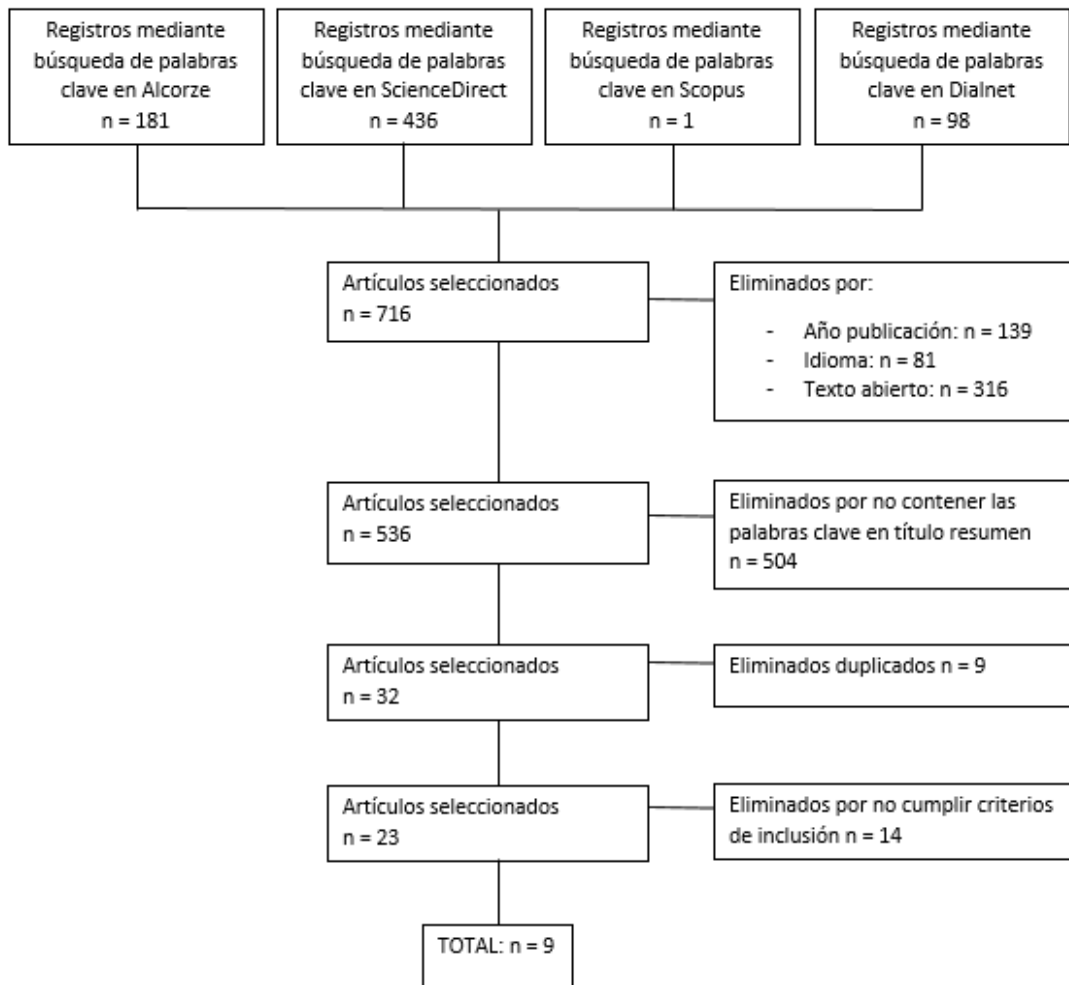 Registros mediante
búsqueda de palabras
clave en Alcorze
n = 181
Registros mediante
búsqueda de palabras
clave en ScienceDirect
n = 436
Registros mediante
búsqueda de palabras
clave en Scopus
n = 1
Registros mediante
búsqueda de palabras
clave en Dialnet
n = 98
Artículos seleccionados
n = 716
Eliminados por:
- Año publicación: n = 139
- Idioma: n = 81
- Texto abierto: n = 316
Artículos seleccionados
n = 536
Eliminados por no contener las
palabras clave en título resumen
n = 504
Artículos seleccionados
n = 32
Eliminados duplicados n = 9
Artículos seleccionados
n = 23
Eliminados por no cumplir criterios
de inclusión n = 14
TOTAL: n = 9